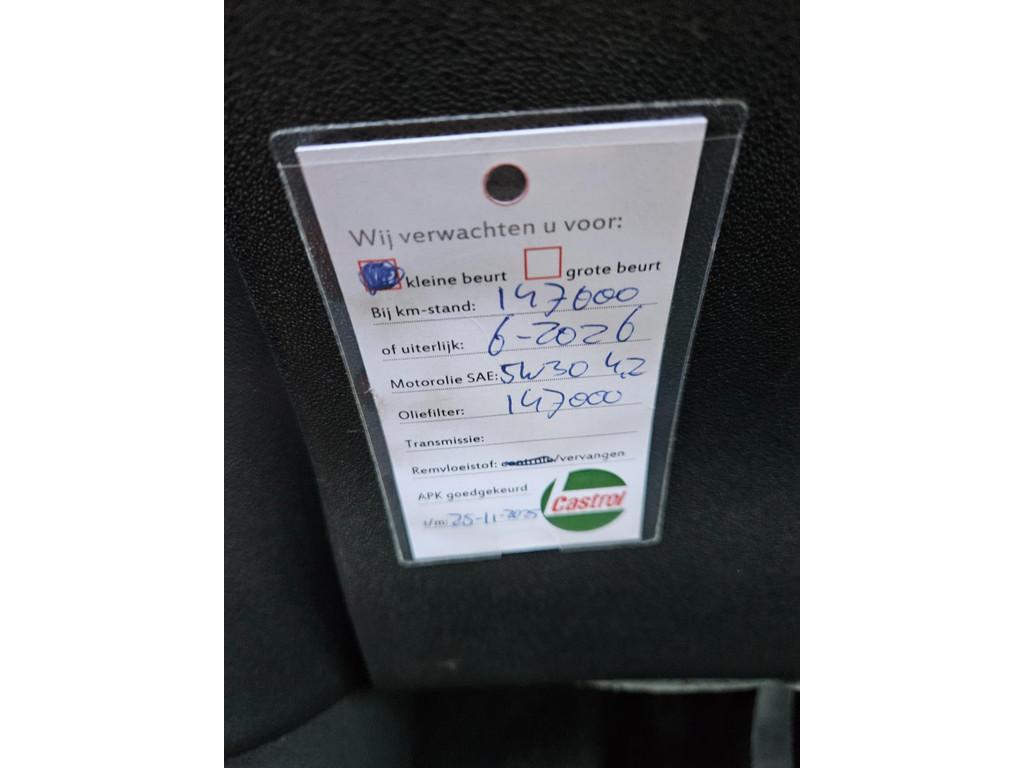 Wij verwachten u voor:
kleine beurt grote beurt
Bij km-stand: 147000
of uiterlijk: 6-2026
Motorolie SAE: 5W30 4,2
Oliefilter: 147000
Transmissie:
Remvloeistof: controle/vervangen
APK goedgekeurd
t/m: 25-11-2025
Castrol